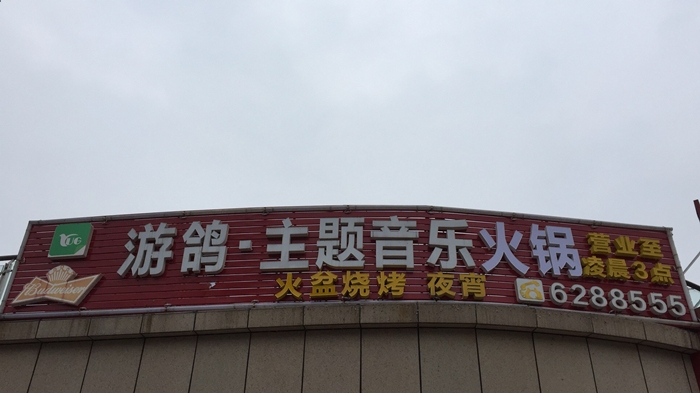 游鸽·主题音乐火锅
营业至
凌晨3点
火盆烧烤 夜宵
6288555
Budweiser